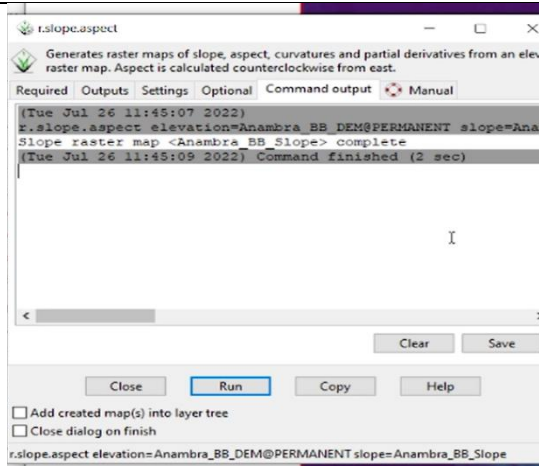 r.slope.aspect
Generates raster maps of slope, aspect, curvatures and partial derivatives from an elev
raster map. Aspect is calculated counterclockwise from east.
Required Outputs Settings Optional Command output Manual
(Tue Jul 26 11:45:07 2022)
r.slope.aspect elevation=Anambra_BB_DEM@PERMANENT slope=Ana
Slope raster map <Anambra_BB_Slope> complete
(Tue Jul 26 11:45:09 2022) Command finished (2 sec)
Clear Save
Close Run Copy Help
Add created map(s) into layer tree
Close dialog on finish
r.slope.aspect elevation=Anambra_BB_DEM@PERMANENT slope=Anambra_BB_Slope